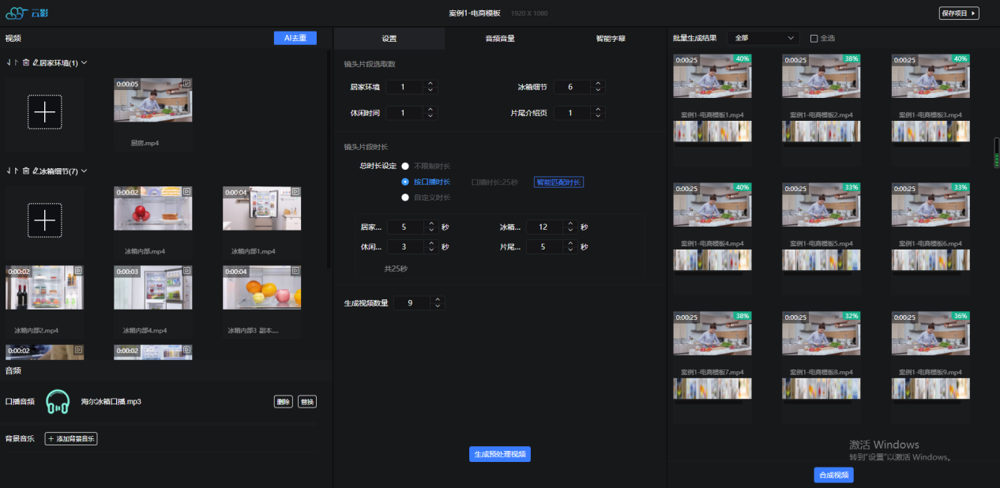 云影
案例1-电商模板 1920 X 1080
保存项目
视频
AI去重
居家环境(1)
0:00:05
厨房.mp4
冰箱细节(7)
0:00:02
0:00:04
冰箱内部.mp4
冰箱内部1.mp4
0:00:02
0:00:03
0:00:04
冰箱内部2.mp4
冰箱内部4.mp4
冰箱内部3 副本....
0:00:02
0:00:02
音频
口播音频
海尔冰箱口播.mp3
删除
替换
背景音乐
+ 添加背景音乐
设置
音频音量
智能字幕
镜头片段选取数
居家环境 1
冰箱细节 6
休闲时间 1
片尾介绍页 1
镜头片段时长
总时长设定
不限制时长
按口播时长
口播时长:25秒
智能匹配时长
自定义时长
居家... 5 秒
冰箱... 12 秒
休闲... 3 秒
片尾... 5 秒
共25秒
生成视频数量 9
生成预处理视频
批量生成结果
全部
全选
0:00:25 40%
0:00:25 38%
0:00:25 40%
案例1-电商模板1.mp4
案例1-电商模板2.mp4
案例1-电商模板3.mp4
0:00:25 40%
0:00:25 33%
0:00:25 33%
案例1-电商模板4.mp4
案例1-电商模板5.mp4
案例1-电商模板6.mp4
0:00:25 38%
0:00:25 32%
0:00:25 36%
案例1-电商模板7.mp4
案例1-电商模板8.mp4
案例1-电商模板9.mp4
激活 Windows
转到"设置"以激活 Windows。
合成视频